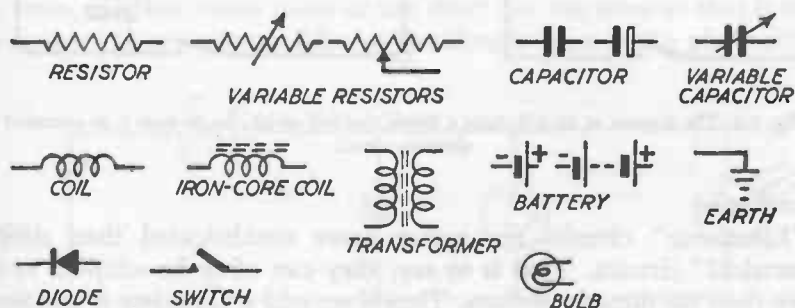 RESISTOR
VARIABLE RESISTORS
CAPACITOR
VARIABLE
CAPACITOR
COIL
IRON-CORE COIL
TRANSFORMER
- + - +
BATTERY
EARTH
DIODE
SWITCH
BULB